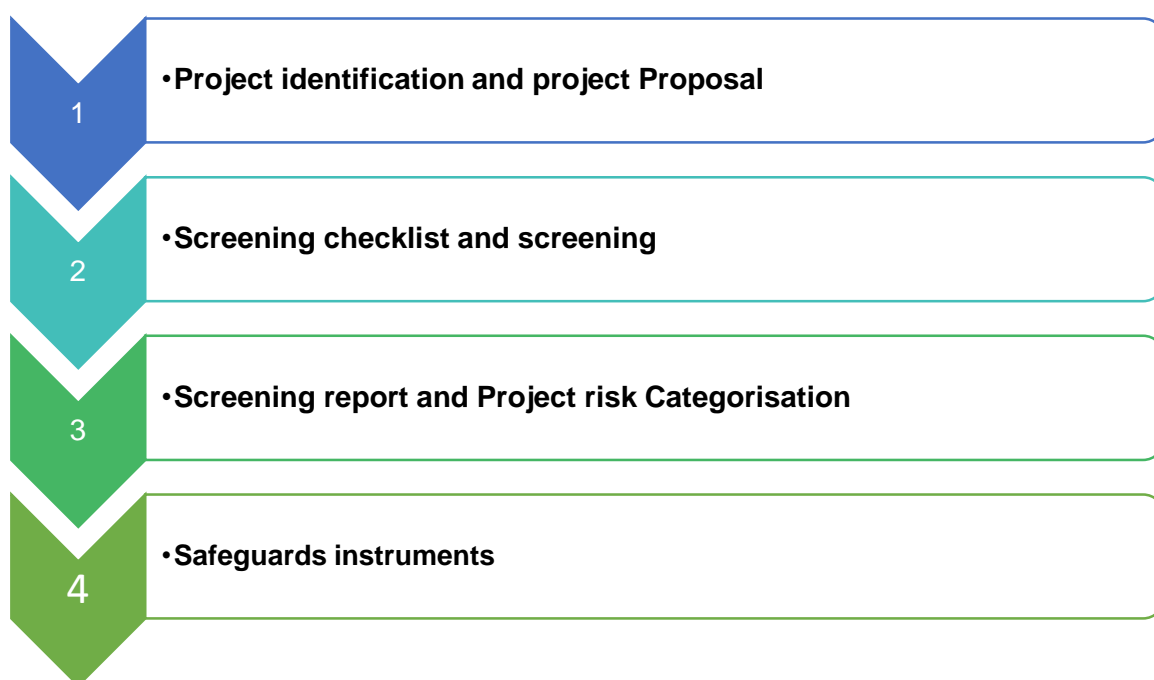 1
•Project identification and project Proposal
2
•Screening checklist and screening
3
•Screening report and Project risk Categorisation
4
•Safeguards instruments